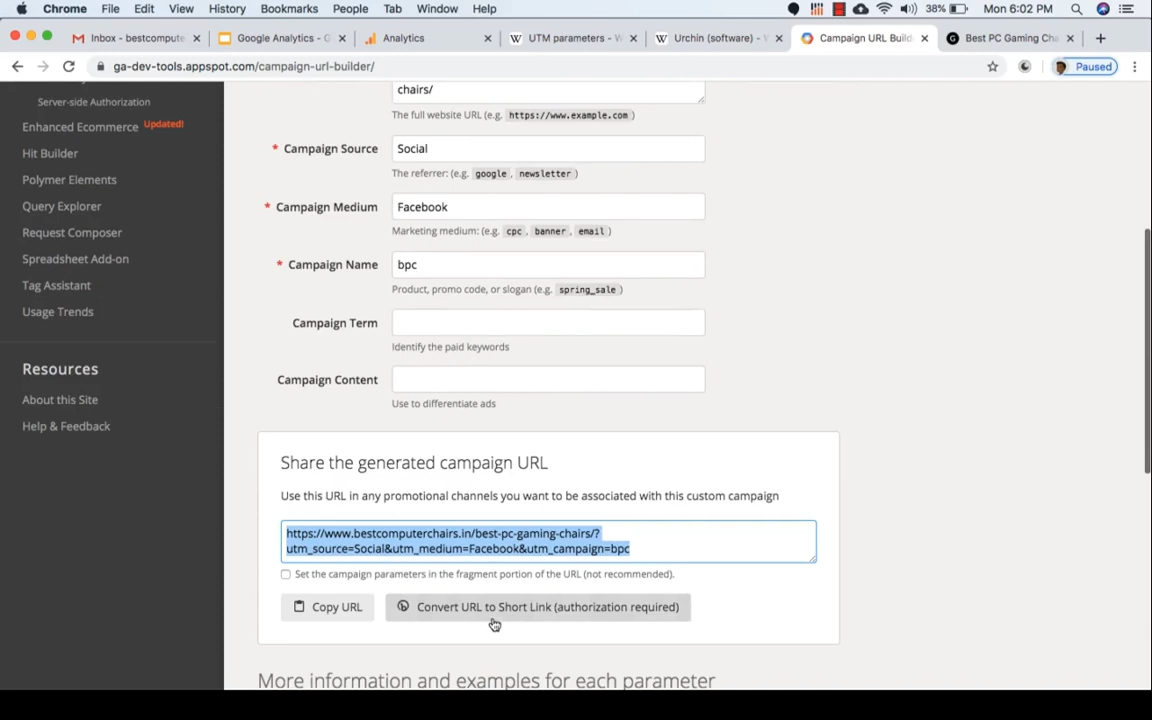 Chrome File Edit View History Bookmarks People Tab Window Help 38% Mon 6:02 PM
Inbox - bestcompute Google Analytics - G Analytics UTM parameters - W Urchin (software) - W Campaign URL Build Best PC Gaming Cha
ga-dev-tools.appspot.com/campaign-url-builder/ Paused
Server-side Authorization
Enhanced Ecommerce Updated!
Hit Builder
Polymer Elements
Query Explorer
Request Composer
Spreadsheet Add-on
Tag Assistant
Usage Trends
Resources
About this Site
Help & Feedback
chairs/
The full website URL (e.g. https://www.example.com )
* Campaign Source Social
The referrer: (e.g. google , newsletter )
* Campaign Medium Facebook
Marketing medium: (e.g. cpc , banner , email )
* Campaign Name bpc
Product, promo code, or slogan (e.g. spring_sale )
Campaign Term
Identify the paid keywords
Campaign Content
Use to differentiate ads
Share the generated campaign URL
Use this URL in any promotional channels you want to be associated with this custom campaign
https://www.bestcomputerchairs.in/best-pc-gaming-chairs/?
utm_source=Social&utm_medium=Facebook&utm_campaign=bpc
Set the campaign parameters in the fragment portion of the URL (not recommended).
Copy URL Convert URL to Short Link (authorization required)
More information and examples for each parameter